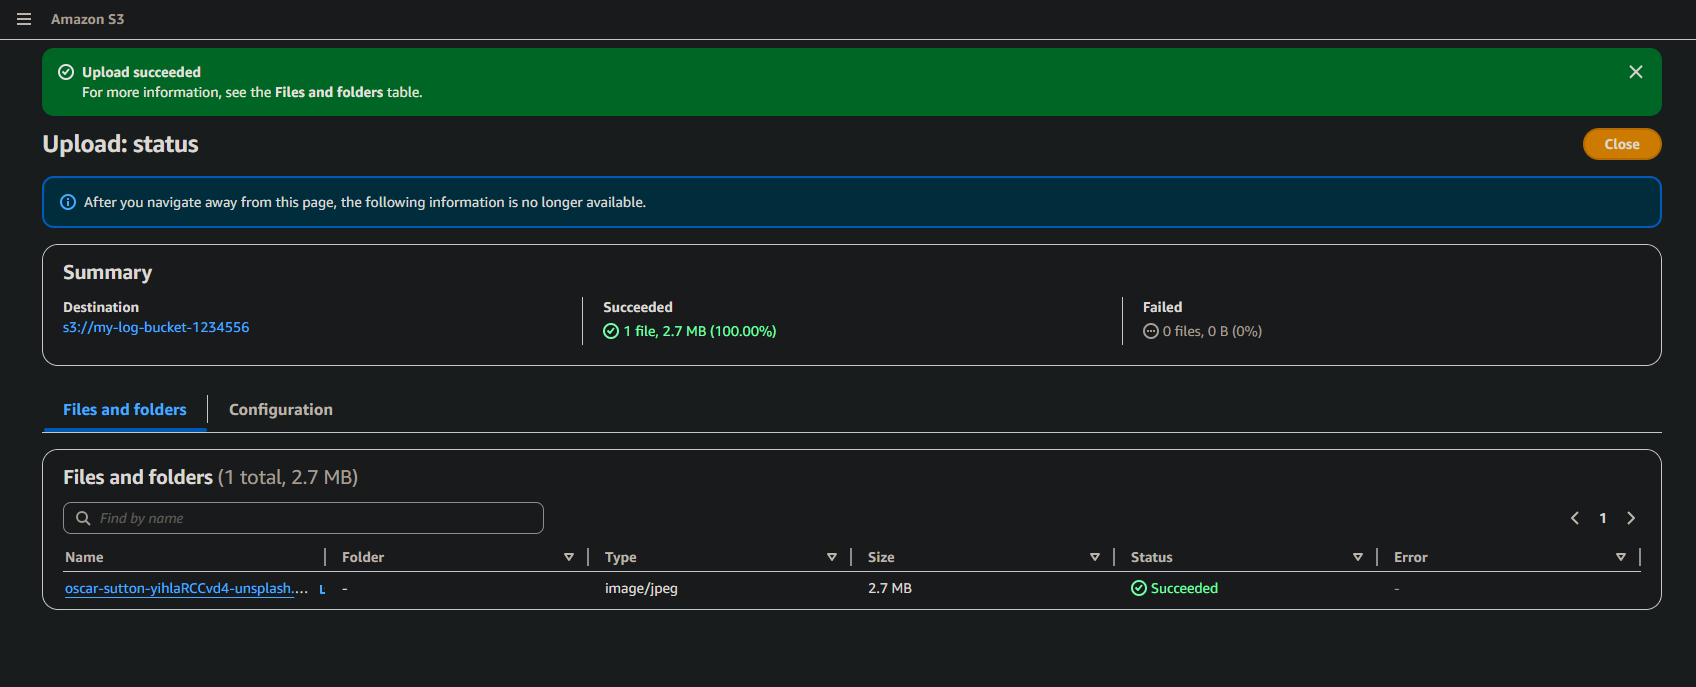 Amazon S3
Upload succeeded
For more information, see the Files and folders table.
Upload: status
Close
After you navigate away from this page, the following information is no longer available.
Summary
Destination
s3://my-log-bucket-1234556
Succeeded
1 file, 2.7 MB (100.00%)
Failed
0 files, 0 B (0%)
Files and folders
Configuration
Files and folders (1 total, 2.7 MB)
Find by name
1
Name Folder Type Size Status Error
oscar-sutton-yihlaRCCvd4-unsplash.... - image/jpeg 2.7 MB Succeeded -